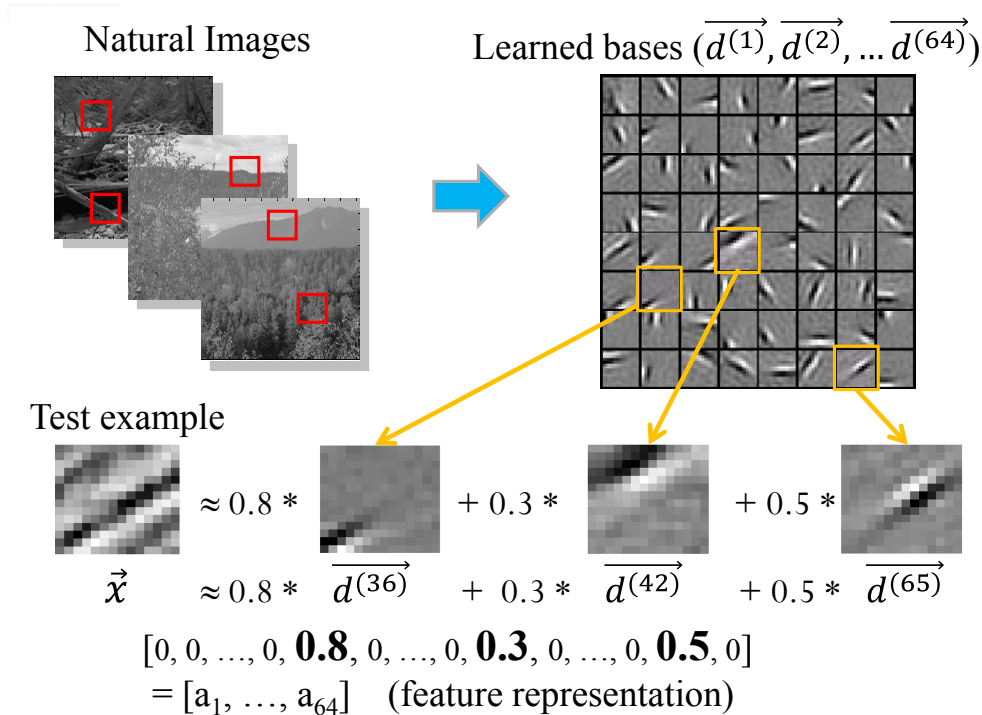 Natural Images
Learned bases (d⃗^(1), d⃗^(2), … d⃗^(64))
Test example
≈ 0.8 * + 0.3 * + 0.5 *
x⃗ ≈ 0.8 * d⃗^(36) + 0.3 * d⃗^(42) + 0.5 * d⃗^(65)
[0, 0, …, 0, 0.8, 0, …, 0, 0.3, 0, …, 0, 0.5, 0]
= [a₁, …, a₆₄] (feature representation)